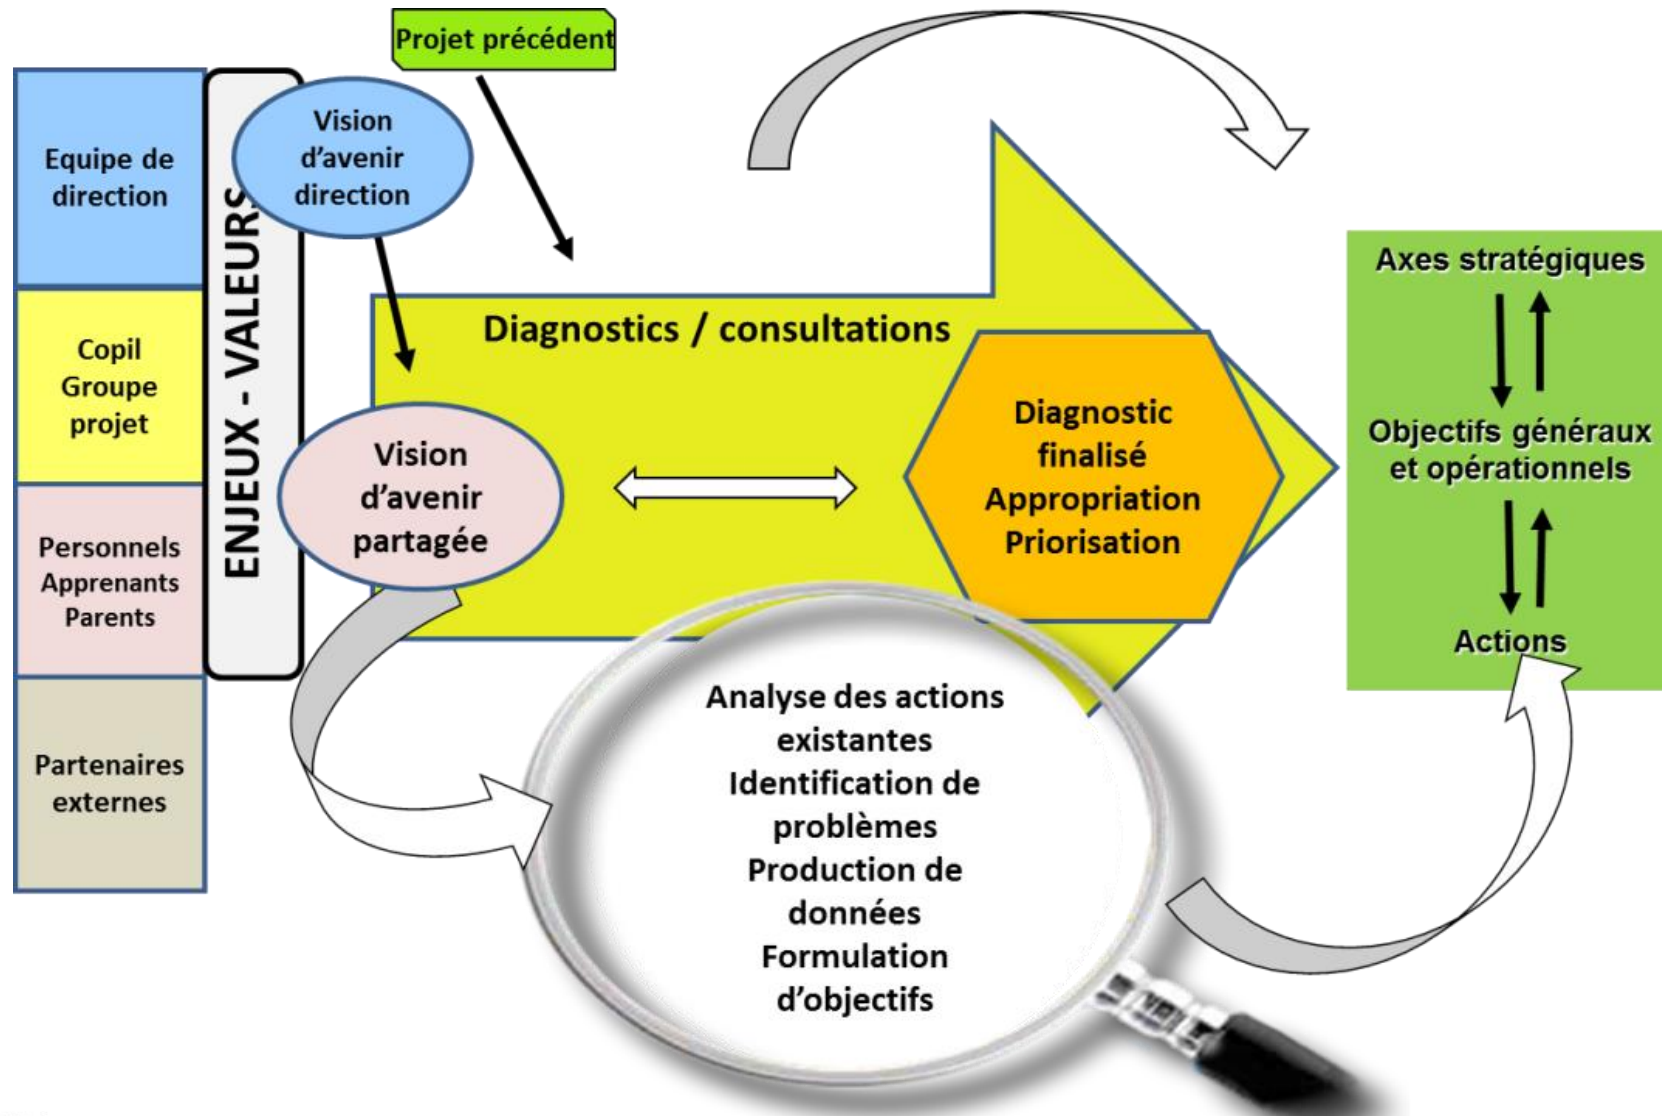 Projet précédent
Equipe de
direction
Copil
Groupe
projet
Personnels
Apprenants
Parents
Partenaires
externes
ENJEUX - VALEURS
Vision
d’avenir
direction
Diagnostics / consultations
Vision
d’avenir
partagée
Diagnostic
finalisé
Appropriation
Priorisation
Analyse des actions
existantes
Identification de
problèmes
Production de
données
Formulation
d’objectifs
Axes stratégiques
Objectifs généraux
et opérationnels
Actions